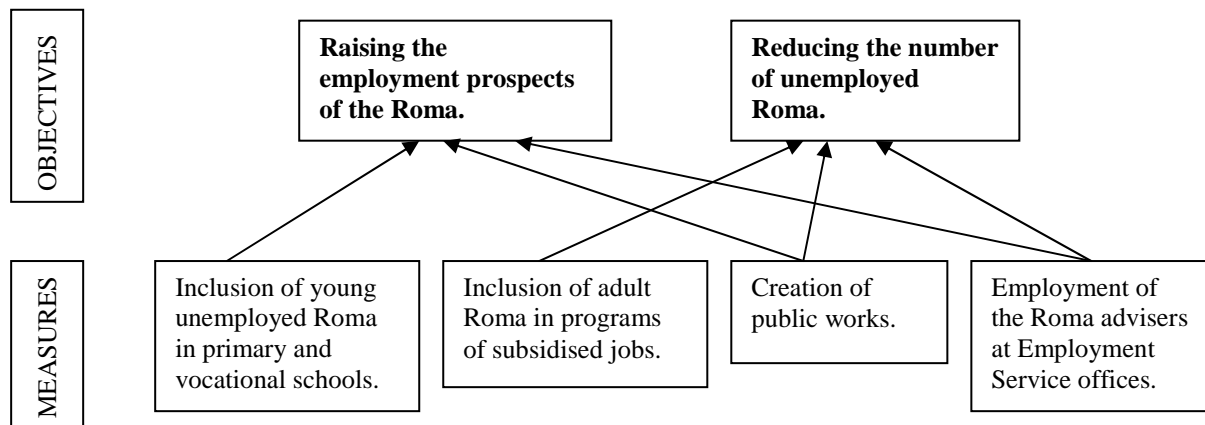 OBJECTIVES
Raising the
employment prospects
of the Roma.
Reducing the number
of unemployed
Roma.
MEASURES
Inclusion of young
unemployed Roma
in primary and
vocational schools.
Inclusion of adult
Roma in programs
of subsidised jobs.
Creation of
public works.
Employment of
the Roma advisers
at Employment
Service offices.